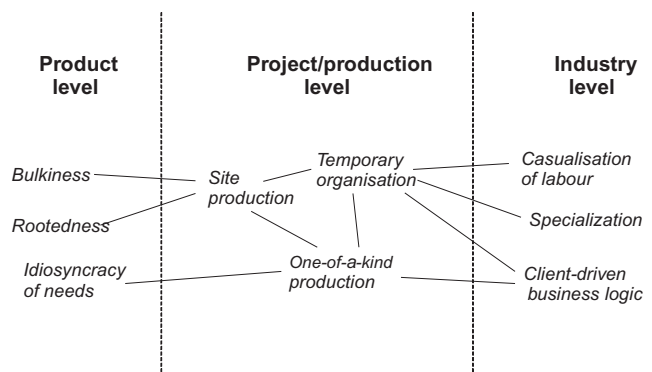 Product
level
Project/production
level
Industry
level
Bulkiness
Rootedness
Idiosyncracy
of needs
Site
production
Temporary
organisation
One-of-a-kind
production
Casualisation
of labour
Specialization
Client-driven
business logic